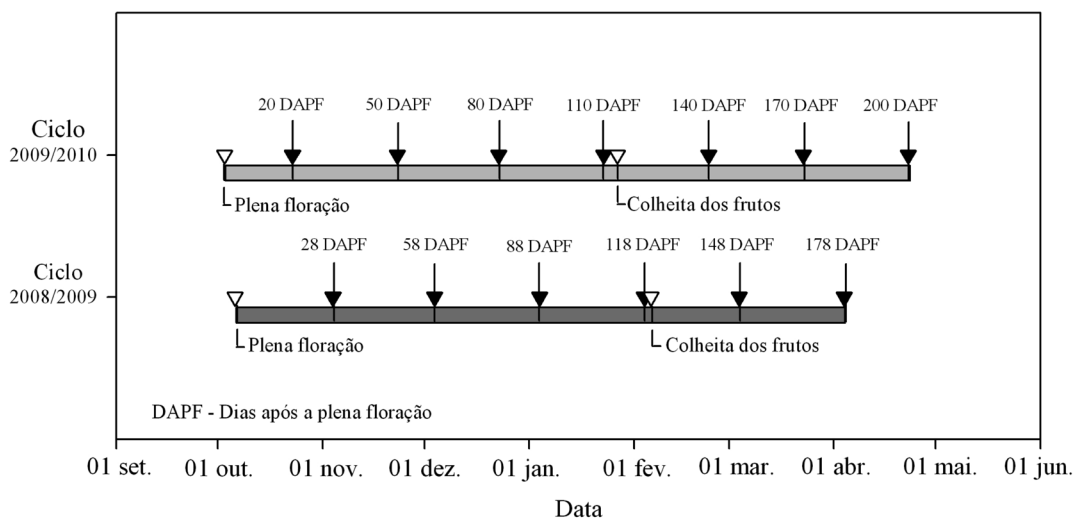 20 DAPF 50 DAPF 80 DAPF 110 DAPF 140 DAPF 170 DAPF 200 DAPF
Ciclo
2009/2010
Plena floração Colheita dos frutos
28 DAPF 58 DAPF 88 DAPF 118 DAPF 148 DAPF 178 DAPF
Ciclo
2008/2009
Plena floração Colheita dos frutos
DAPF - Dias após a plena floração
01 set. 01 out. 01 nov. 01 dez. 01 jan. 01 fev. 01 mar. 01 abr. 01 mai. 01 jun.
Data